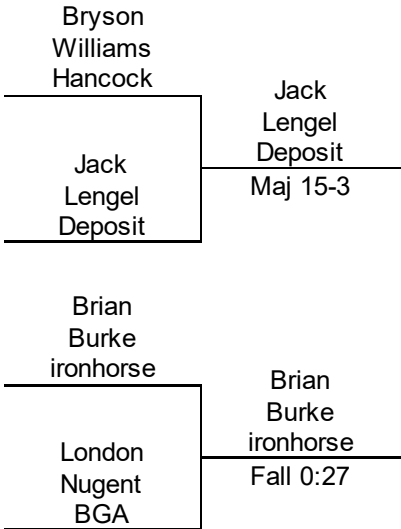 Bryson
Williams
Hancock
Jack
Lengel
Deposit
Jack
Lengel
Deposit
Maj 15-3
Brian
Burke
ironhorse
London
Nugent
BGA
Brian
Burke
ironhorse
Fall 0:27